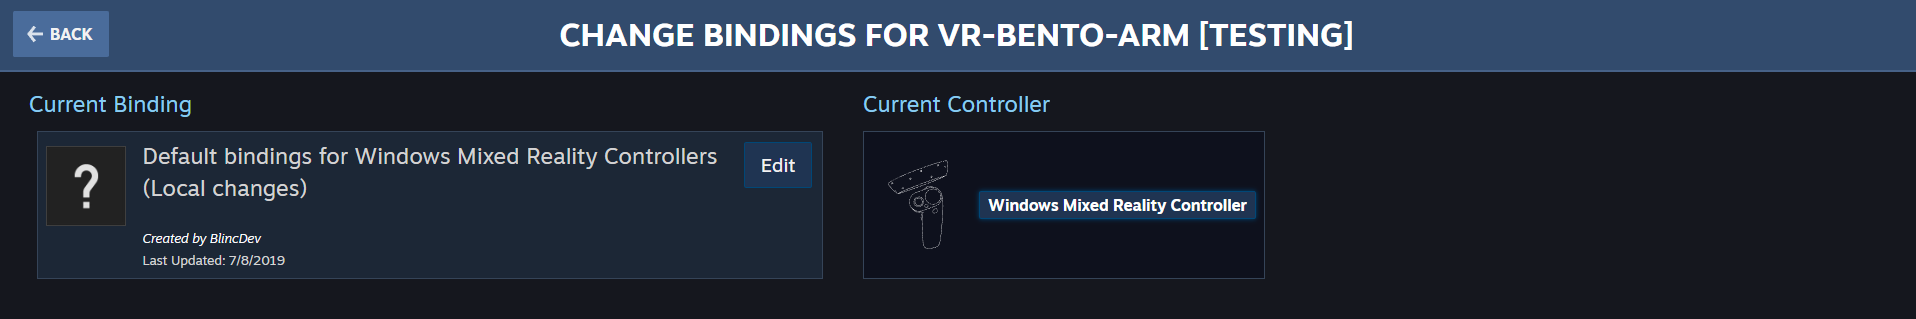 ← BACK
CHANGE BINDINGS FOR VR-BENTO-ARM [TESTING]
Current Binding
Current Controller
?
Default bindings for Windows Mixed Reality Controllers
(Local changes)
Edit
Created by BlincDev
Last Updated: 7/8/2019
Windows Mixed Reality Controller